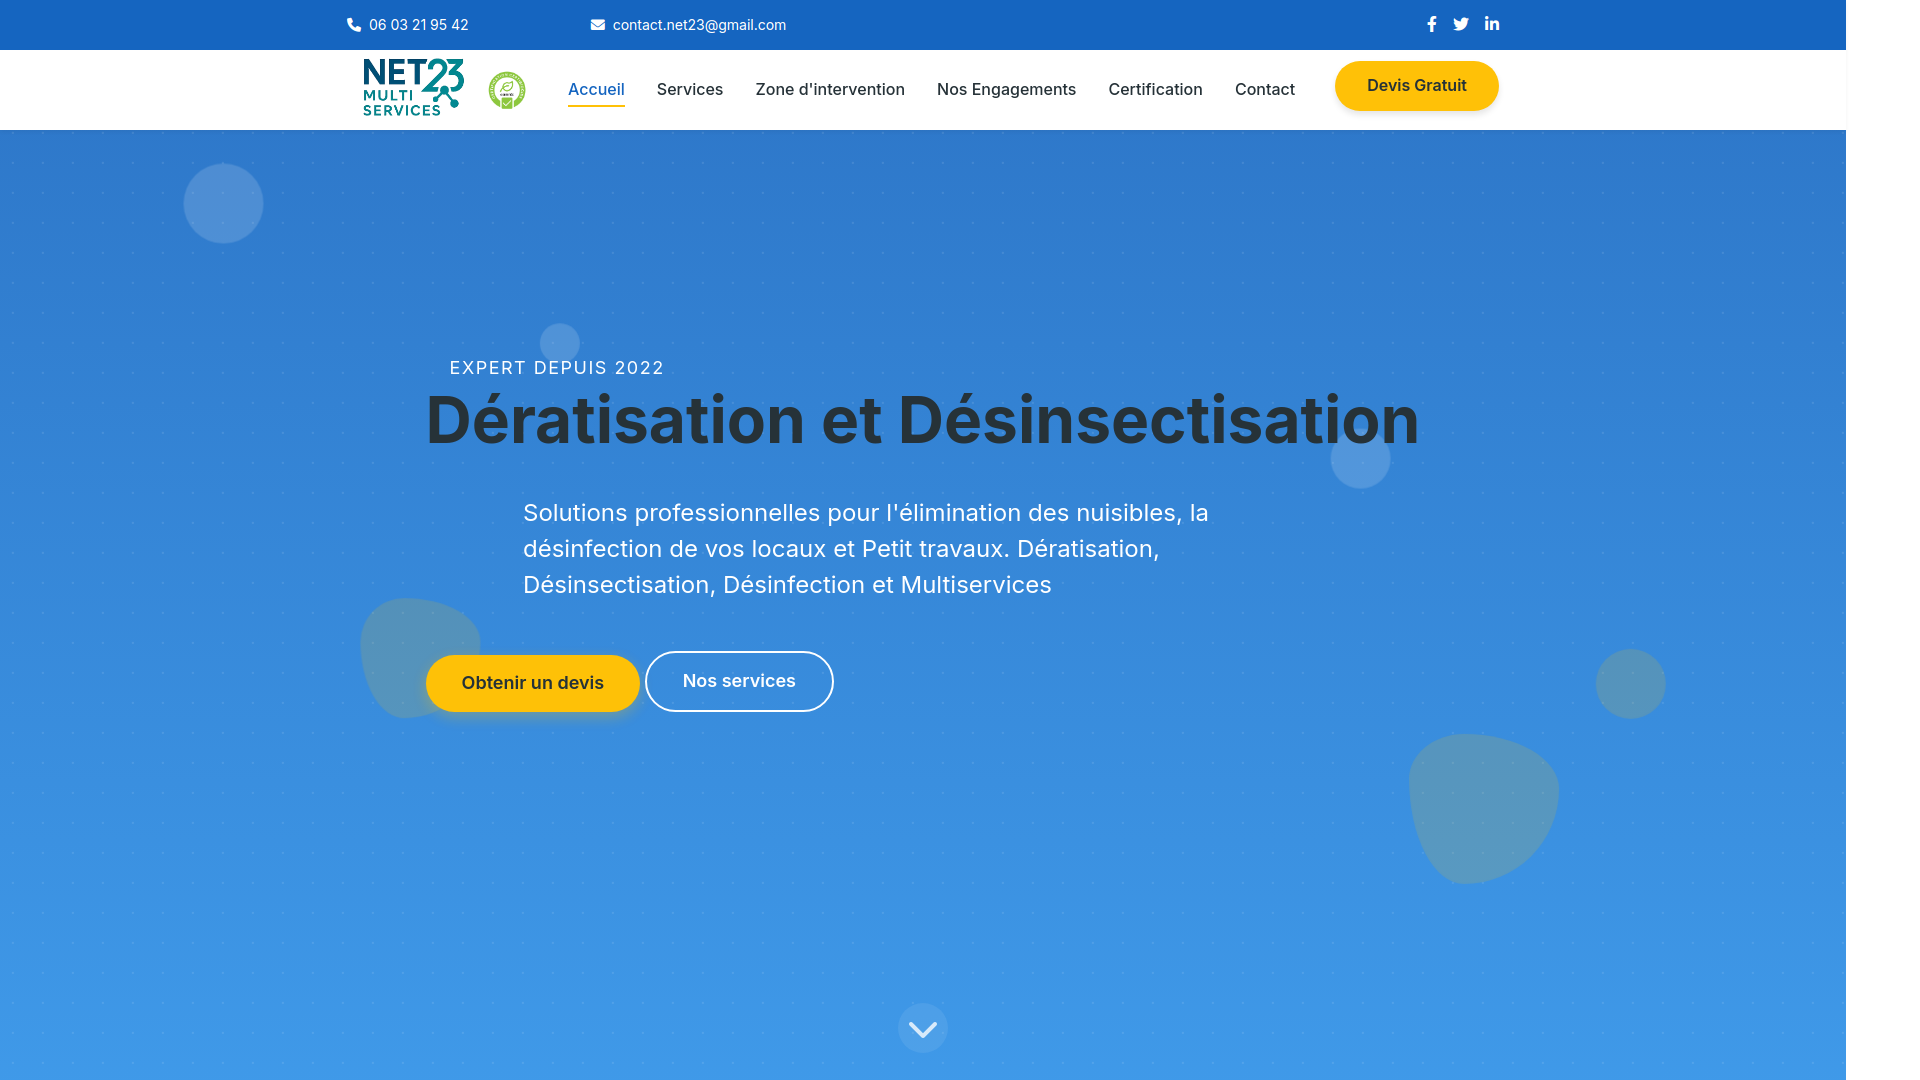 06 03 21 95 42
contact.net23@gmail.com
NET23
MULTI
SERVICES
Accueil
Services
Zone d'intervention
Nos Engagements
Certification
Contact
Devis Gratuit
EXPERT DEPUIS 2022
Dératisation et Désinsectisation
Solutions professionnelles pour l'élimination des nuisibles, la
désinfection de vos locaux et Petit travaux. Dératisation,
Désinsectisation, Désinfection et Multiservices
Obtenir un devis
Nos services